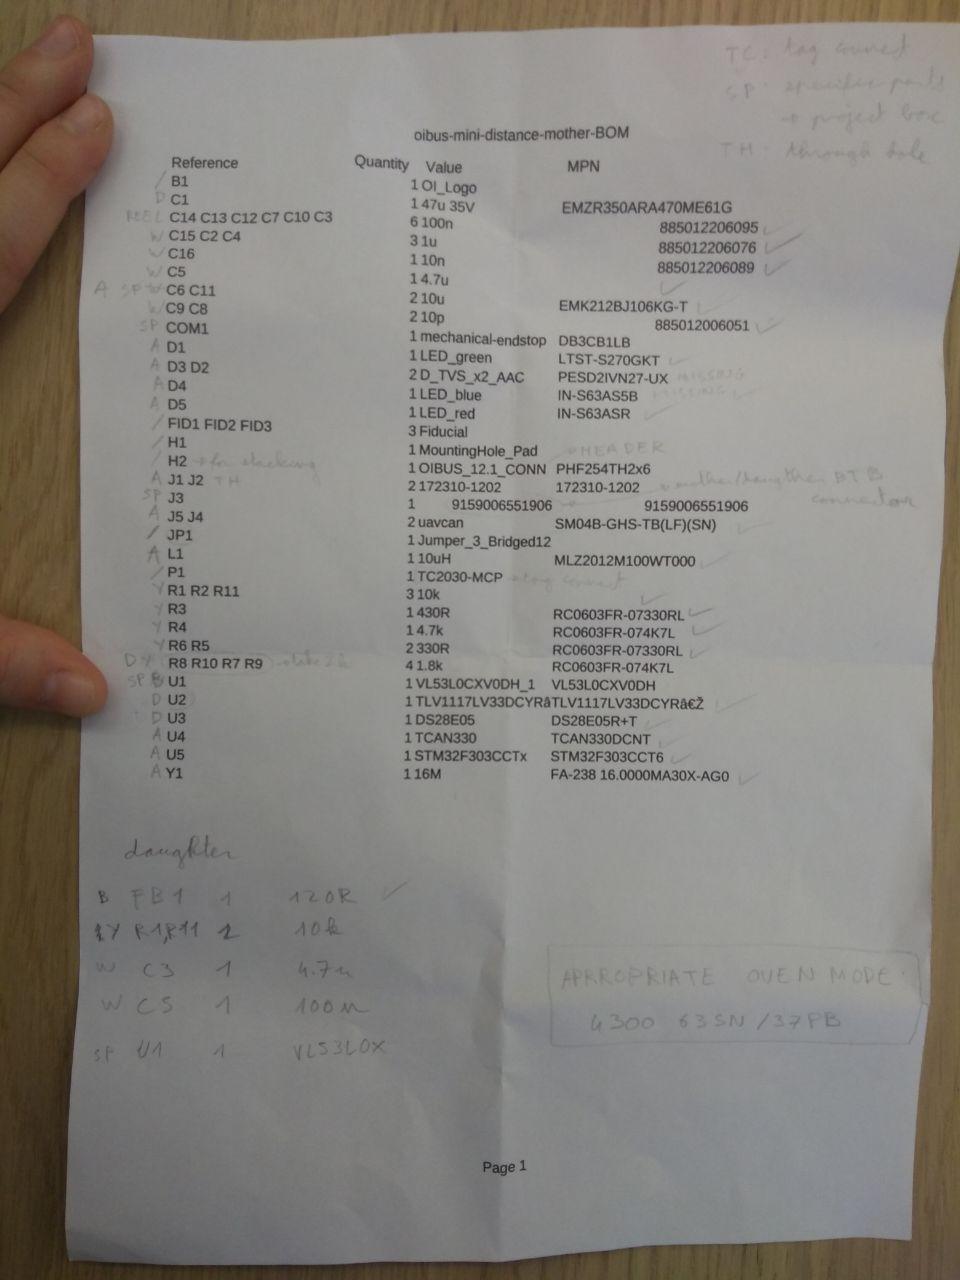 TC: tag connect
SP: specific parts
→ project box
TH: through hole
oibus-mini-distance-mother-BOM
Reference Quantity Value MPN
/ B1 1 OI_Logo
D C1 1 47u 35V EMZR350ARA470ME61G
REEL C14 C13 C12 C7 C10 C3 6 100n 885012206095
W C15 C2 C4 3 1u 885012206076
W C16 1 10n 885012206089
W C5 1 4.7u
A SP C6 C11 2 10u EMK212BJ106KG-T
W C9 C8 2 10p 885012006051
SP COM1 1 mechanical-endstop DB3CB1LB
A D1 1 LED_green LTST-S270GKT
A D3 D2 2 D_TVS_x2_AAC PESD2IVN27-UX MISSING
A D4 1 LED_blue IN-S63AS5B MISSING
A D5 1 LED_red IN-S63ASR
/ FID1 FID2 FID3 3 Fiducial
/ H1 1 MountingHole_Pad
/ H2 → for stacking 1 OIBUS_12.1_CONN PHF254TH2x6 → HEADER
A J1 J2 TH 2 172310-1202 172310-1202 → mother/daughter BTB connector
SP J3 1 9159006551906 9159006551906
A J5 J4 2 uavcan SM04B-GHS-TB(LF)(SN)
/ JP1 1 Jumper_3_Bridged12
A L1 1 10uH MLZ2012M100WT000
/ P1 1 TC2030-MCP → tag connect
Y R1 R2 R11 3 10k
Y R3 1 430R RC0603FR-07330RL
Y R4 1 4.7k RC0603FR-074K7L
Y R6 R5 2 330R RC0603FR-07330RL
DY R8 R10 R7 R9 4 1.8k RC0603FR-074K7L
SP B U1 1 VL53L0CXV0DH_1 VL53L0CXV0DH
D U2 1 TLV1117LV33DCYRâTLV1117LV33DCYRâ€Ž
D U3 1 DS28E05 DS28E05R+T
A U4 1 TCAN330 TCAN330DCNT
A U5 1 STM32F303CCTx STM32F303CCT6
A Y1 1 16M FA-238 16.0000MA30X-AG0
daughter
B FB1 1 120R
Y R1,R11 2 10k
W C3 1 4.7u
W C5 1 100n
SP U1 1 VL53L0X
APRROPRIATE OVEN MODE:
4300 63SN/37PB
Page 1